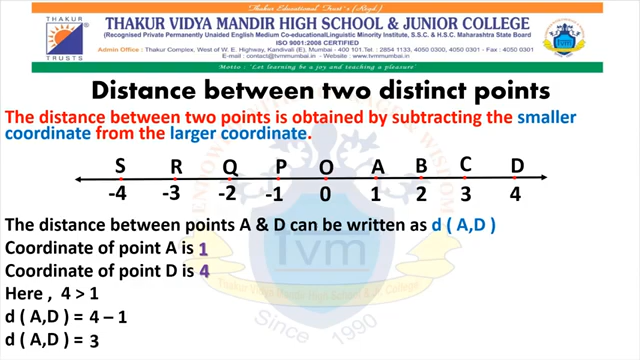 Sarbodaya Educational Trust's (Regd.)
THAKUR VIDYA MANDIR HIGH SCHOOL & JUNIOR COLLEGE
(Recognised Private Permanently Unaided English Medium Co-educational, Linguistic Minority Institute, S.S.C. & H.S.C. Maharashtra State Board
ISO 9001:2008 CERTIFIED
Admin Office : Thakur Complex, West of W. E. Highway, Kandivali (E), Mumbai - 400 101. Tel - 2854 1133, 4050 0300, 4050 0301 - Fax : 4050 0301
E-mail : contact@tvmmumbai.in - Website : www.tvmmumbai.in
Motto : "Let learning be a joy and teaching a pleasure"
THAKUR
TRUSTS
Distance between two distinct points
The distance between two points is obtained by subtracting the smaller
coordinate from the larger coordinate.
S R Q P O A B C D
-4 -3 -2 -1 0 1 2 3 4
The distance between points A & D can be written as d ( A,D )
Coordinate of point A is 1
Coordinate of point D is 4
Here , 4 > 1
d ( A,D ) = 4 – 1
d ( A,D ) = 3
Tvm
Since 1990